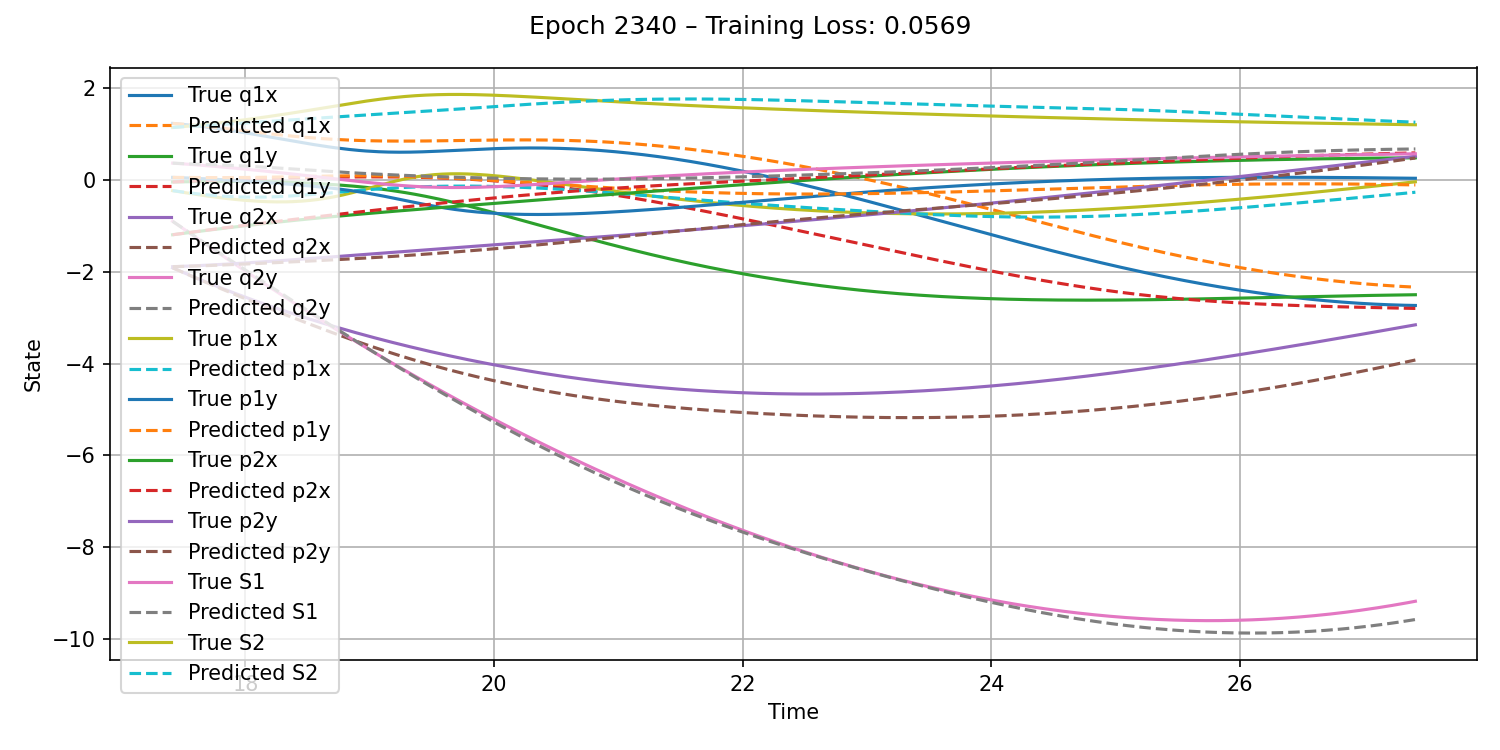 Epoch 2340 – Training Loss: 0.0569
True q1x
Predicted q1x
True q1y
Predicted q1y
True q2x
Predicted q2x
True q2y
Predicted q2y
True p1x
Predicted p1x
True p1y
Predicted p1y
True p2x
Predicted p2x
True p2y
Predicted p2y
True S1
Predicted S1
True S2
Predicted S2
2
0
−2
−4
−6
−8
−10
State
18 20 22 24 26
Time